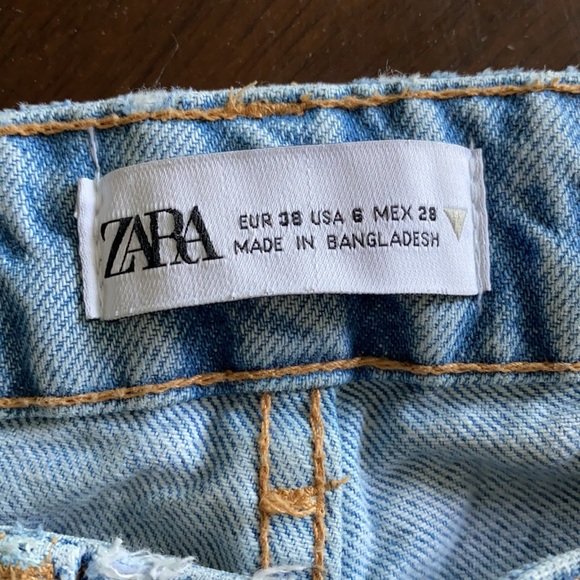 ZARA
EUR 38 USA 6 MEX 28
MADE IN BANGLADESH